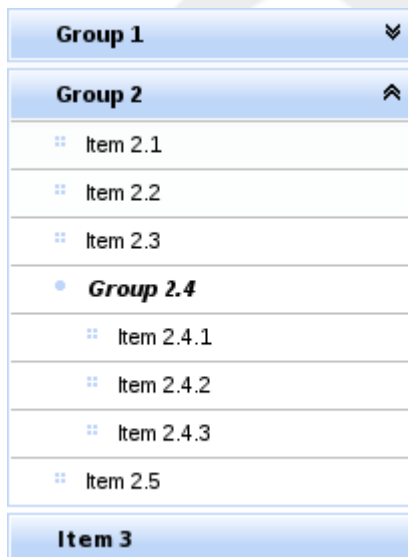 Group 1
Group 2
Item 2.1
Item 2.2
Item 2.3
Group 2.4
Item 2.4.1
Item 2.4.2
Item 2.4.3
Item 2.5
Item 3